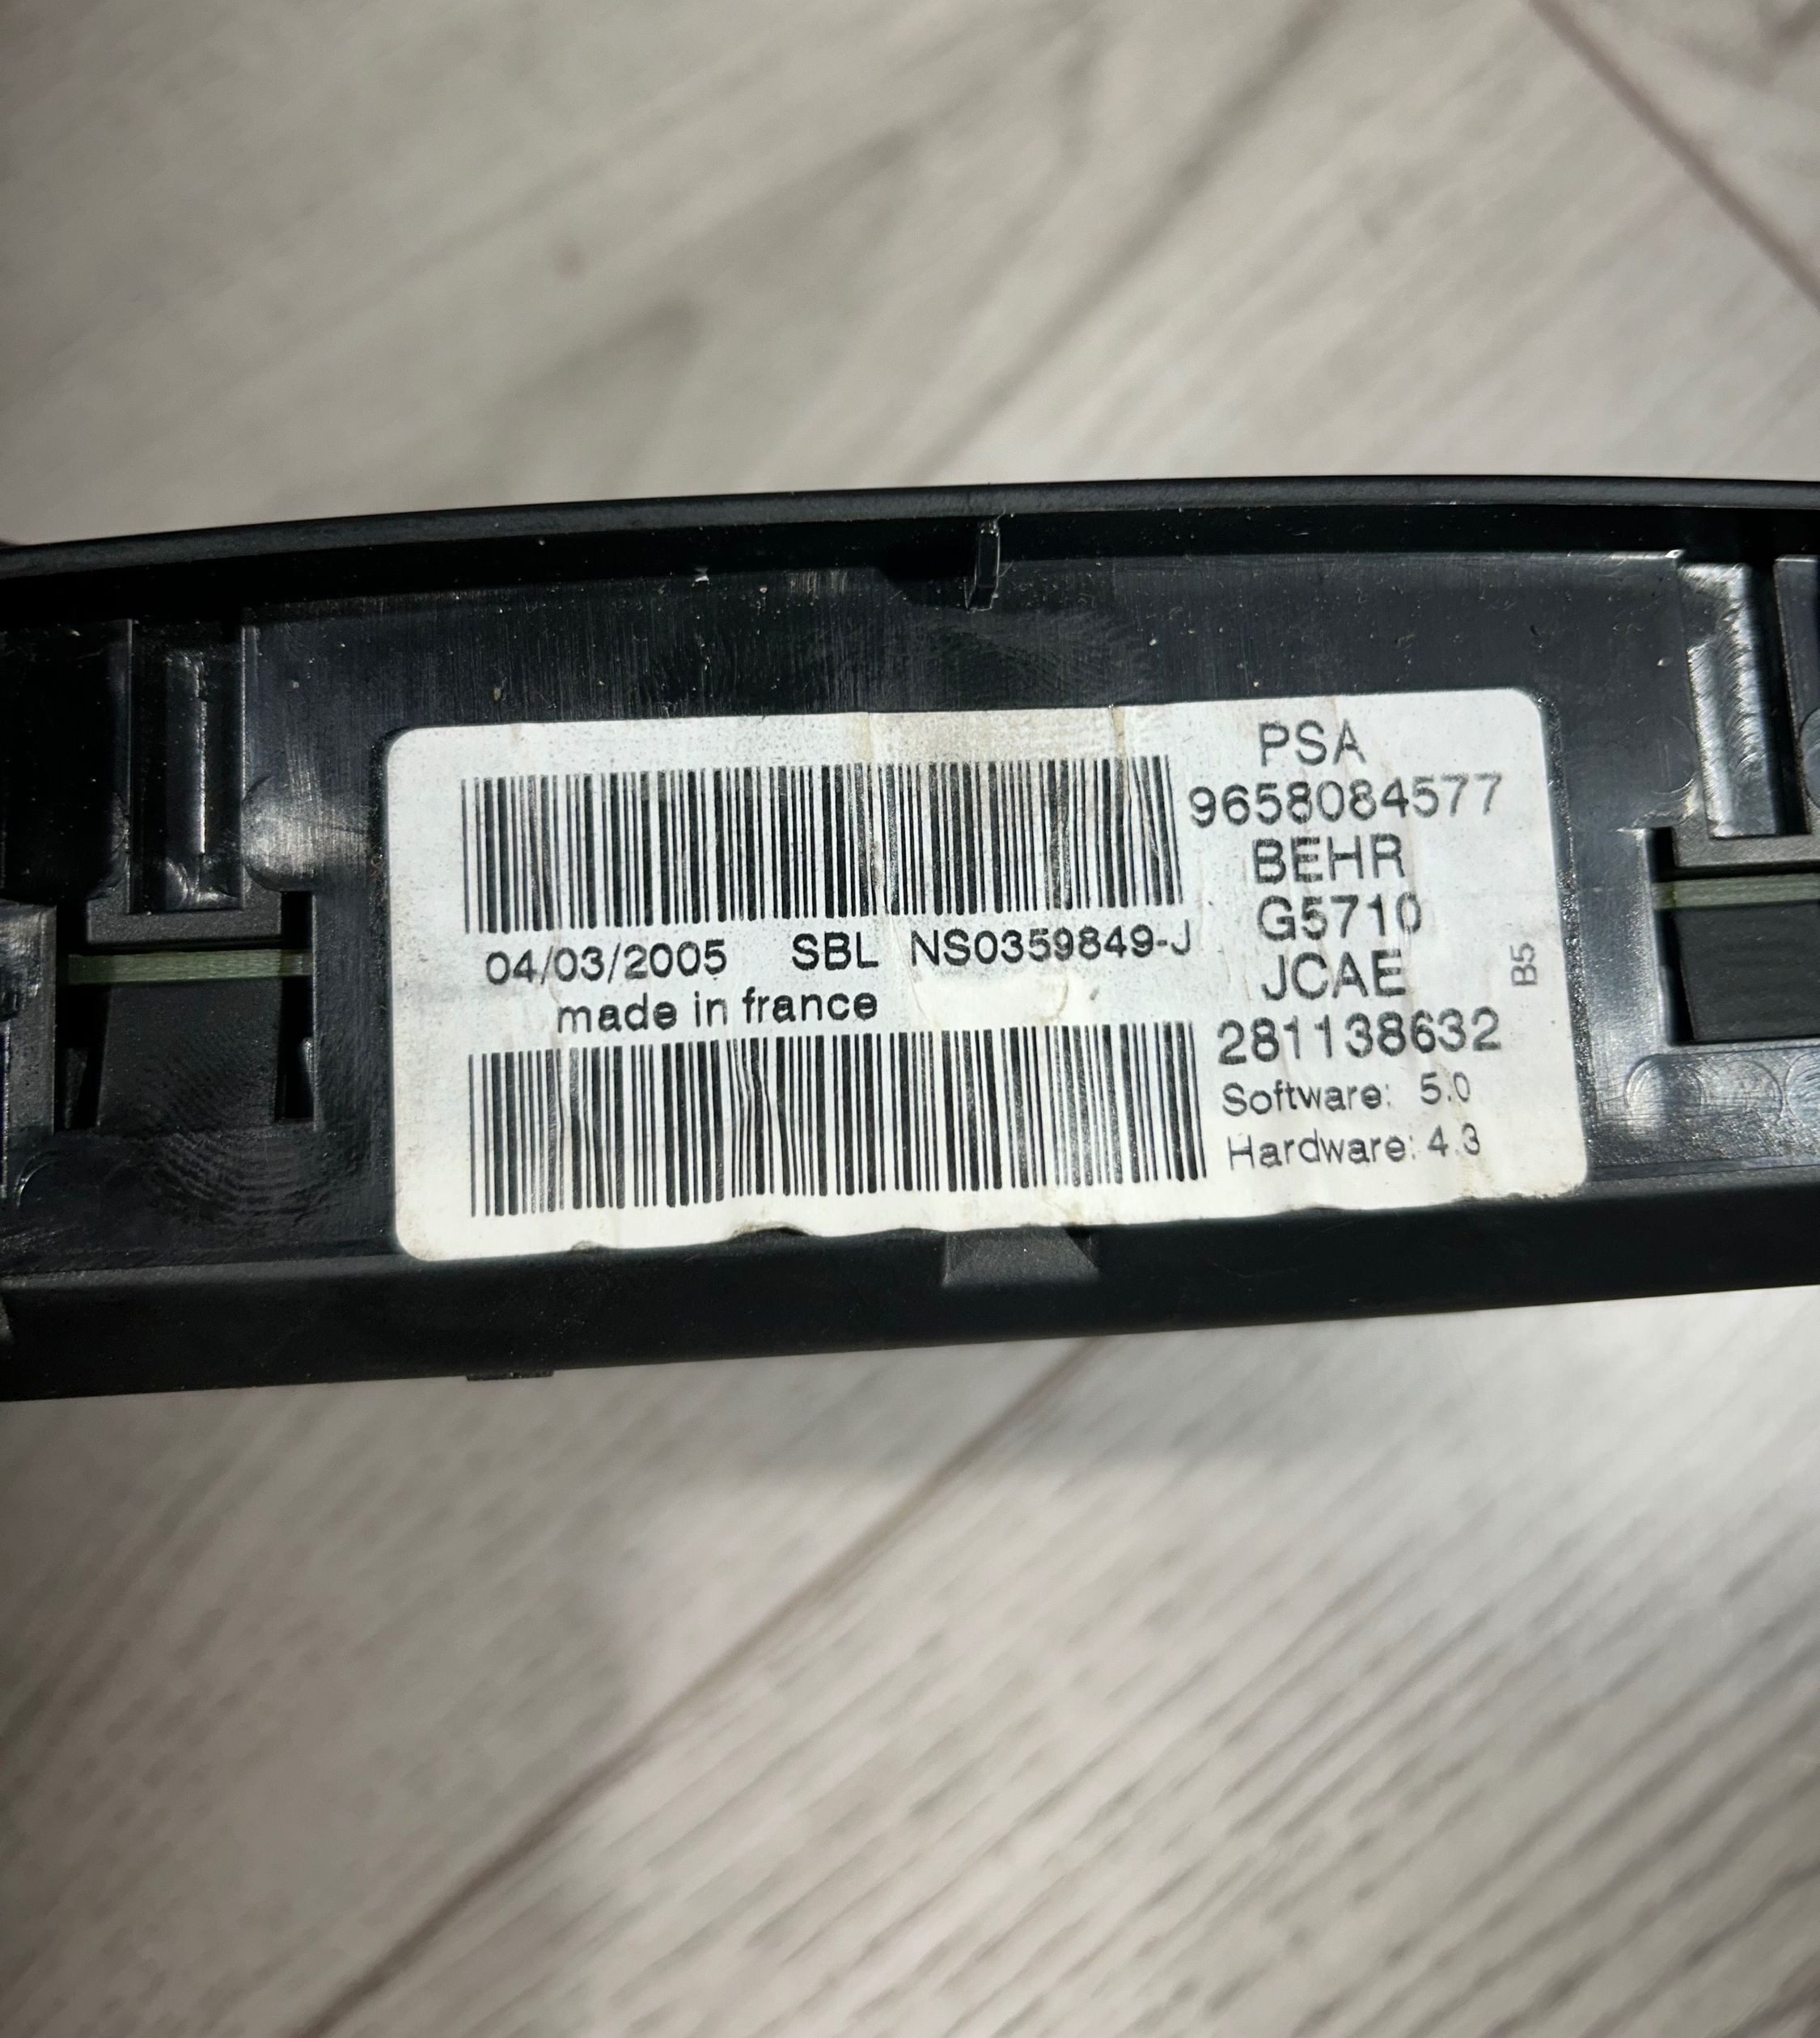 PSA
9658084577
BEHR
G5710
JCAE
281138632
Software: 5.0
Hardware: 4.3
B5
04/03/2005 SBL NS0359849-J
made in france